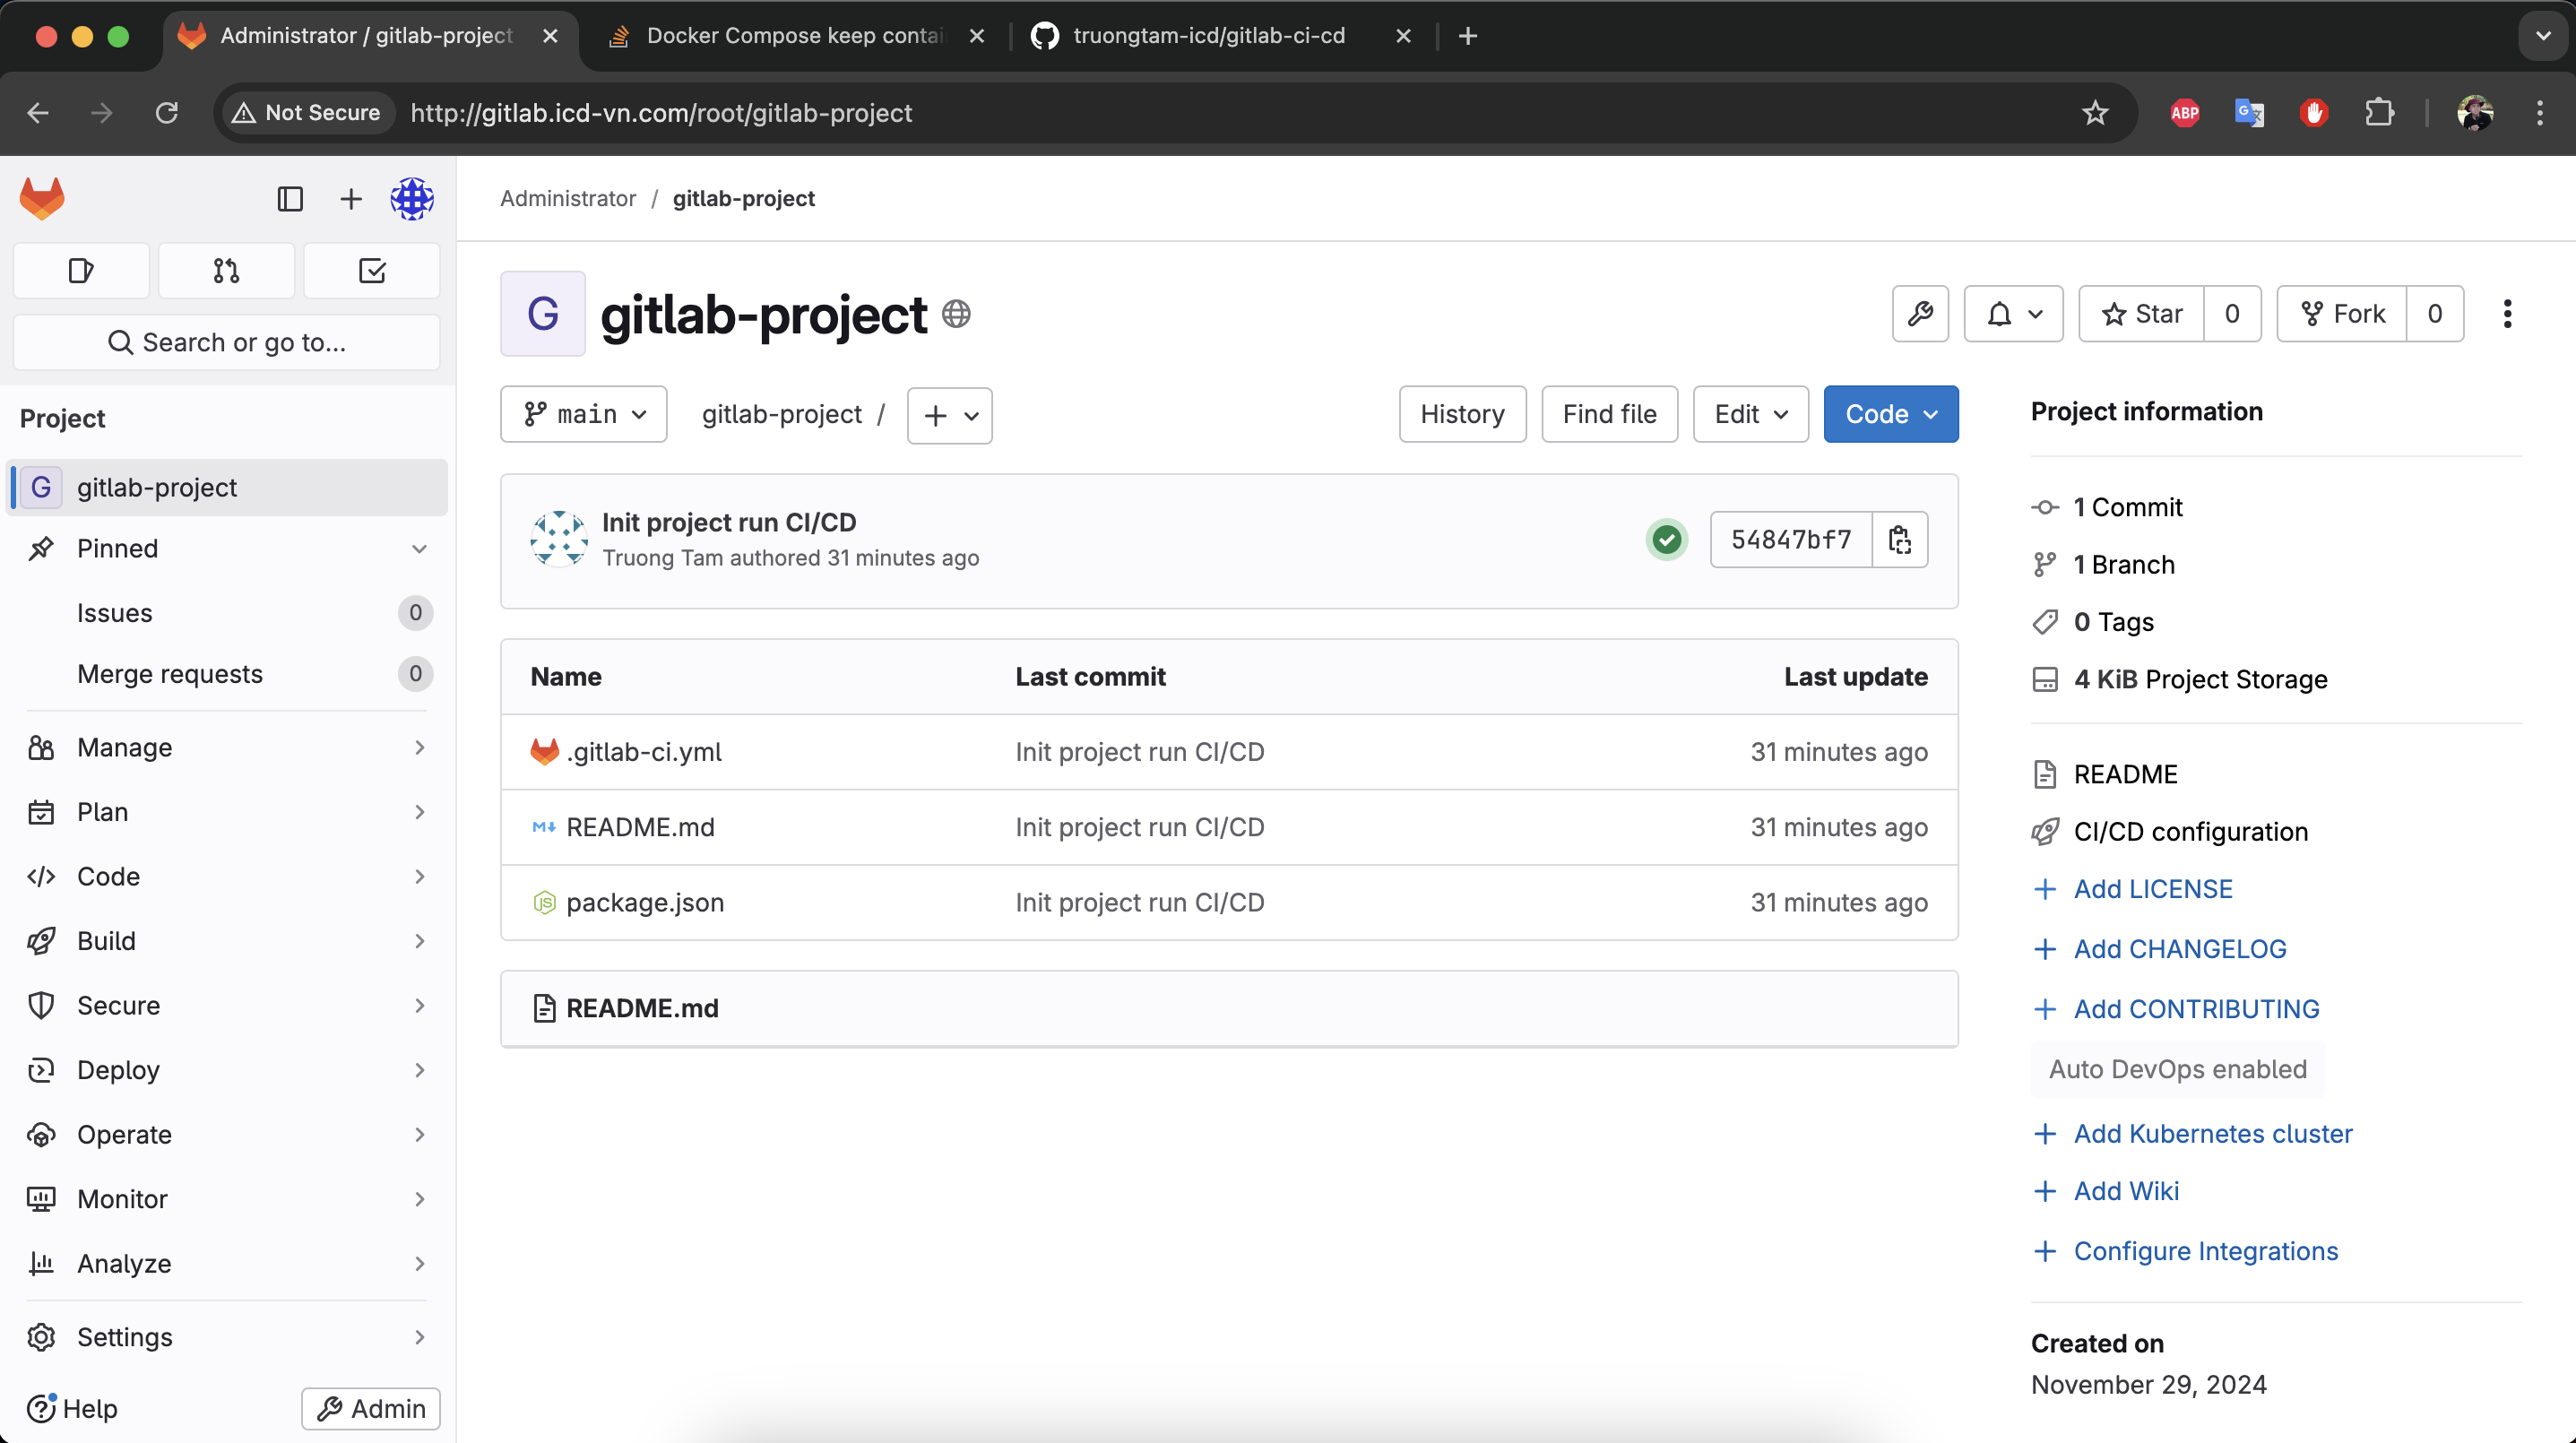 Administrator / gitlab-project
Docker Compose keep contai
truongtam-icd/gitlab-ci-cd
Not Secure
http://gitlab.icd-vn.com/root/gitlab-project
ABP
Administrator / gitlab-project
Search or go to...
Project
G gitlab-project
Pinned
Issues 0
Merge requests 0
Manage
Plan
Code
Build
Secure
Deploy
Operate
Monitor
Analyze
Settings
Help
Admin
G
gitlab-project
Star 0
Fork 0
main
gitlab-project /
History
Find file
Edit
Code
Init project run CI/CD
Truong Tam authored 31 minutes ago
54847bf7
Name Last commit Last update
.gitlab-ci.yml Init project run CI/CD 31 minutes ago
README.md Init project run CI/CD 31 minutes ago
package.json Init project run CI/CD 31 minutes ago
README.md
Project information
1 Commit
1 Branch
0 Tags
4 KiB Project Storage
README
CI/CD configuration
Add LICENSE
Add CHANGELOG
Add CONTRIBUTING
Auto DevOps enabled
Add Kubernetes cluster
Add Wiki
Configure Integrations
Created on
November 29, 2024